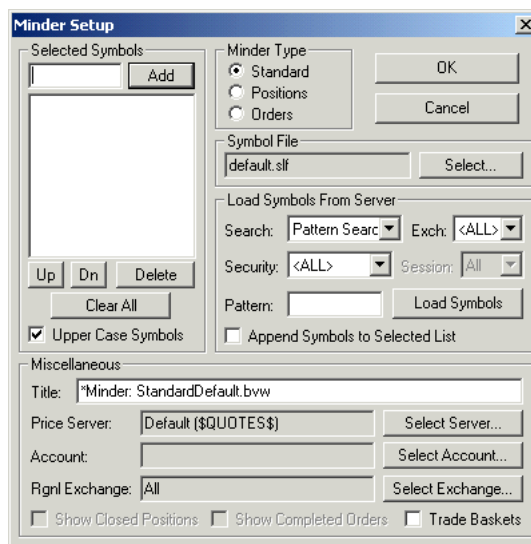 Minder Setup
Selected Symbols
Add
Up Dn Delete
Clear All
Upper Case Symbols
Minder Type
Standard
Positions
Orders
OK
Cancel
Symbol File
default.slf Select...
Load Symbols From Server
Search: Pattern Searc Exch: <ALL>
Security: <ALL> Session: All
Pattern: Load Symbols
Append Symbols to Selected List
Miscellaneous
Title: *Minder: StandardDefault.bvw
Price Server: Default ($QUOTES$) Select Server...
Account: Select Account...
Rgnl Exchange: All Select Exchange...
Show Closed Positions Show Completed Orders Trade Baskets